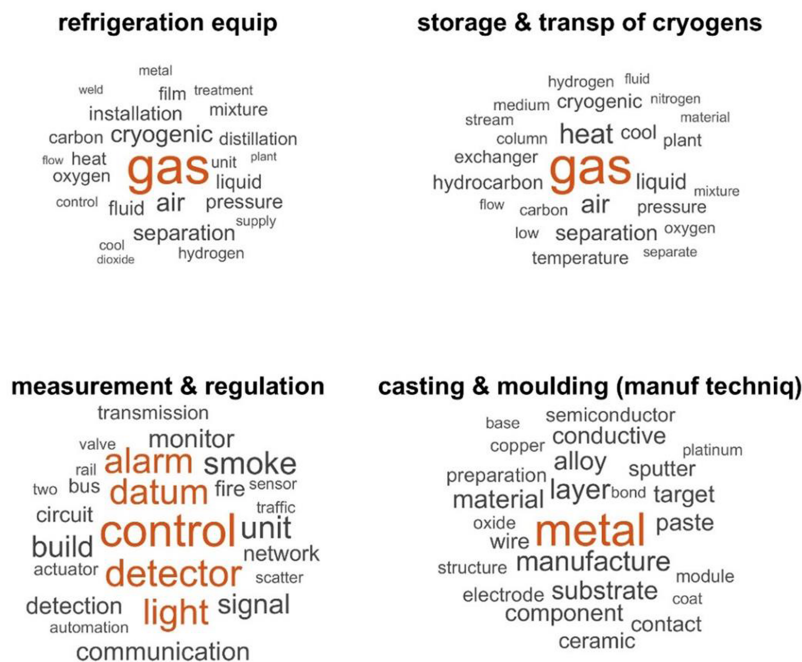 refrigeration equip
metal
weld film treatment
installation mixture
carbon cryogenic distillation
flow heat gas unit plant
oxygen liquid
control fluid air pressure
supply
separation
cool
dioxide hydrogen
storage & transp of cryogens
hydrogen fluid
medium cryogenic nitrogen
stream material
column heat cool plant
exchanger gas
hydrocarbon liquid mixture
flow carbon air pressure
low separation oxygen
temperature separate
measurement & regulation
transmission
valve monitor
rail alarm smoke
two bus datum fire sensor
circuit traffic
control unit
build network
actuator detector scatter
detection light signal
automation
communication
casting & moulding (manuf techniq)
base semiconductor
copper conductive
platinum
alloy sputter
preparation
material layer bond target
oxide metal paste
wire
structure manufacture
module
electrode substrate coat
component contact
ceramic